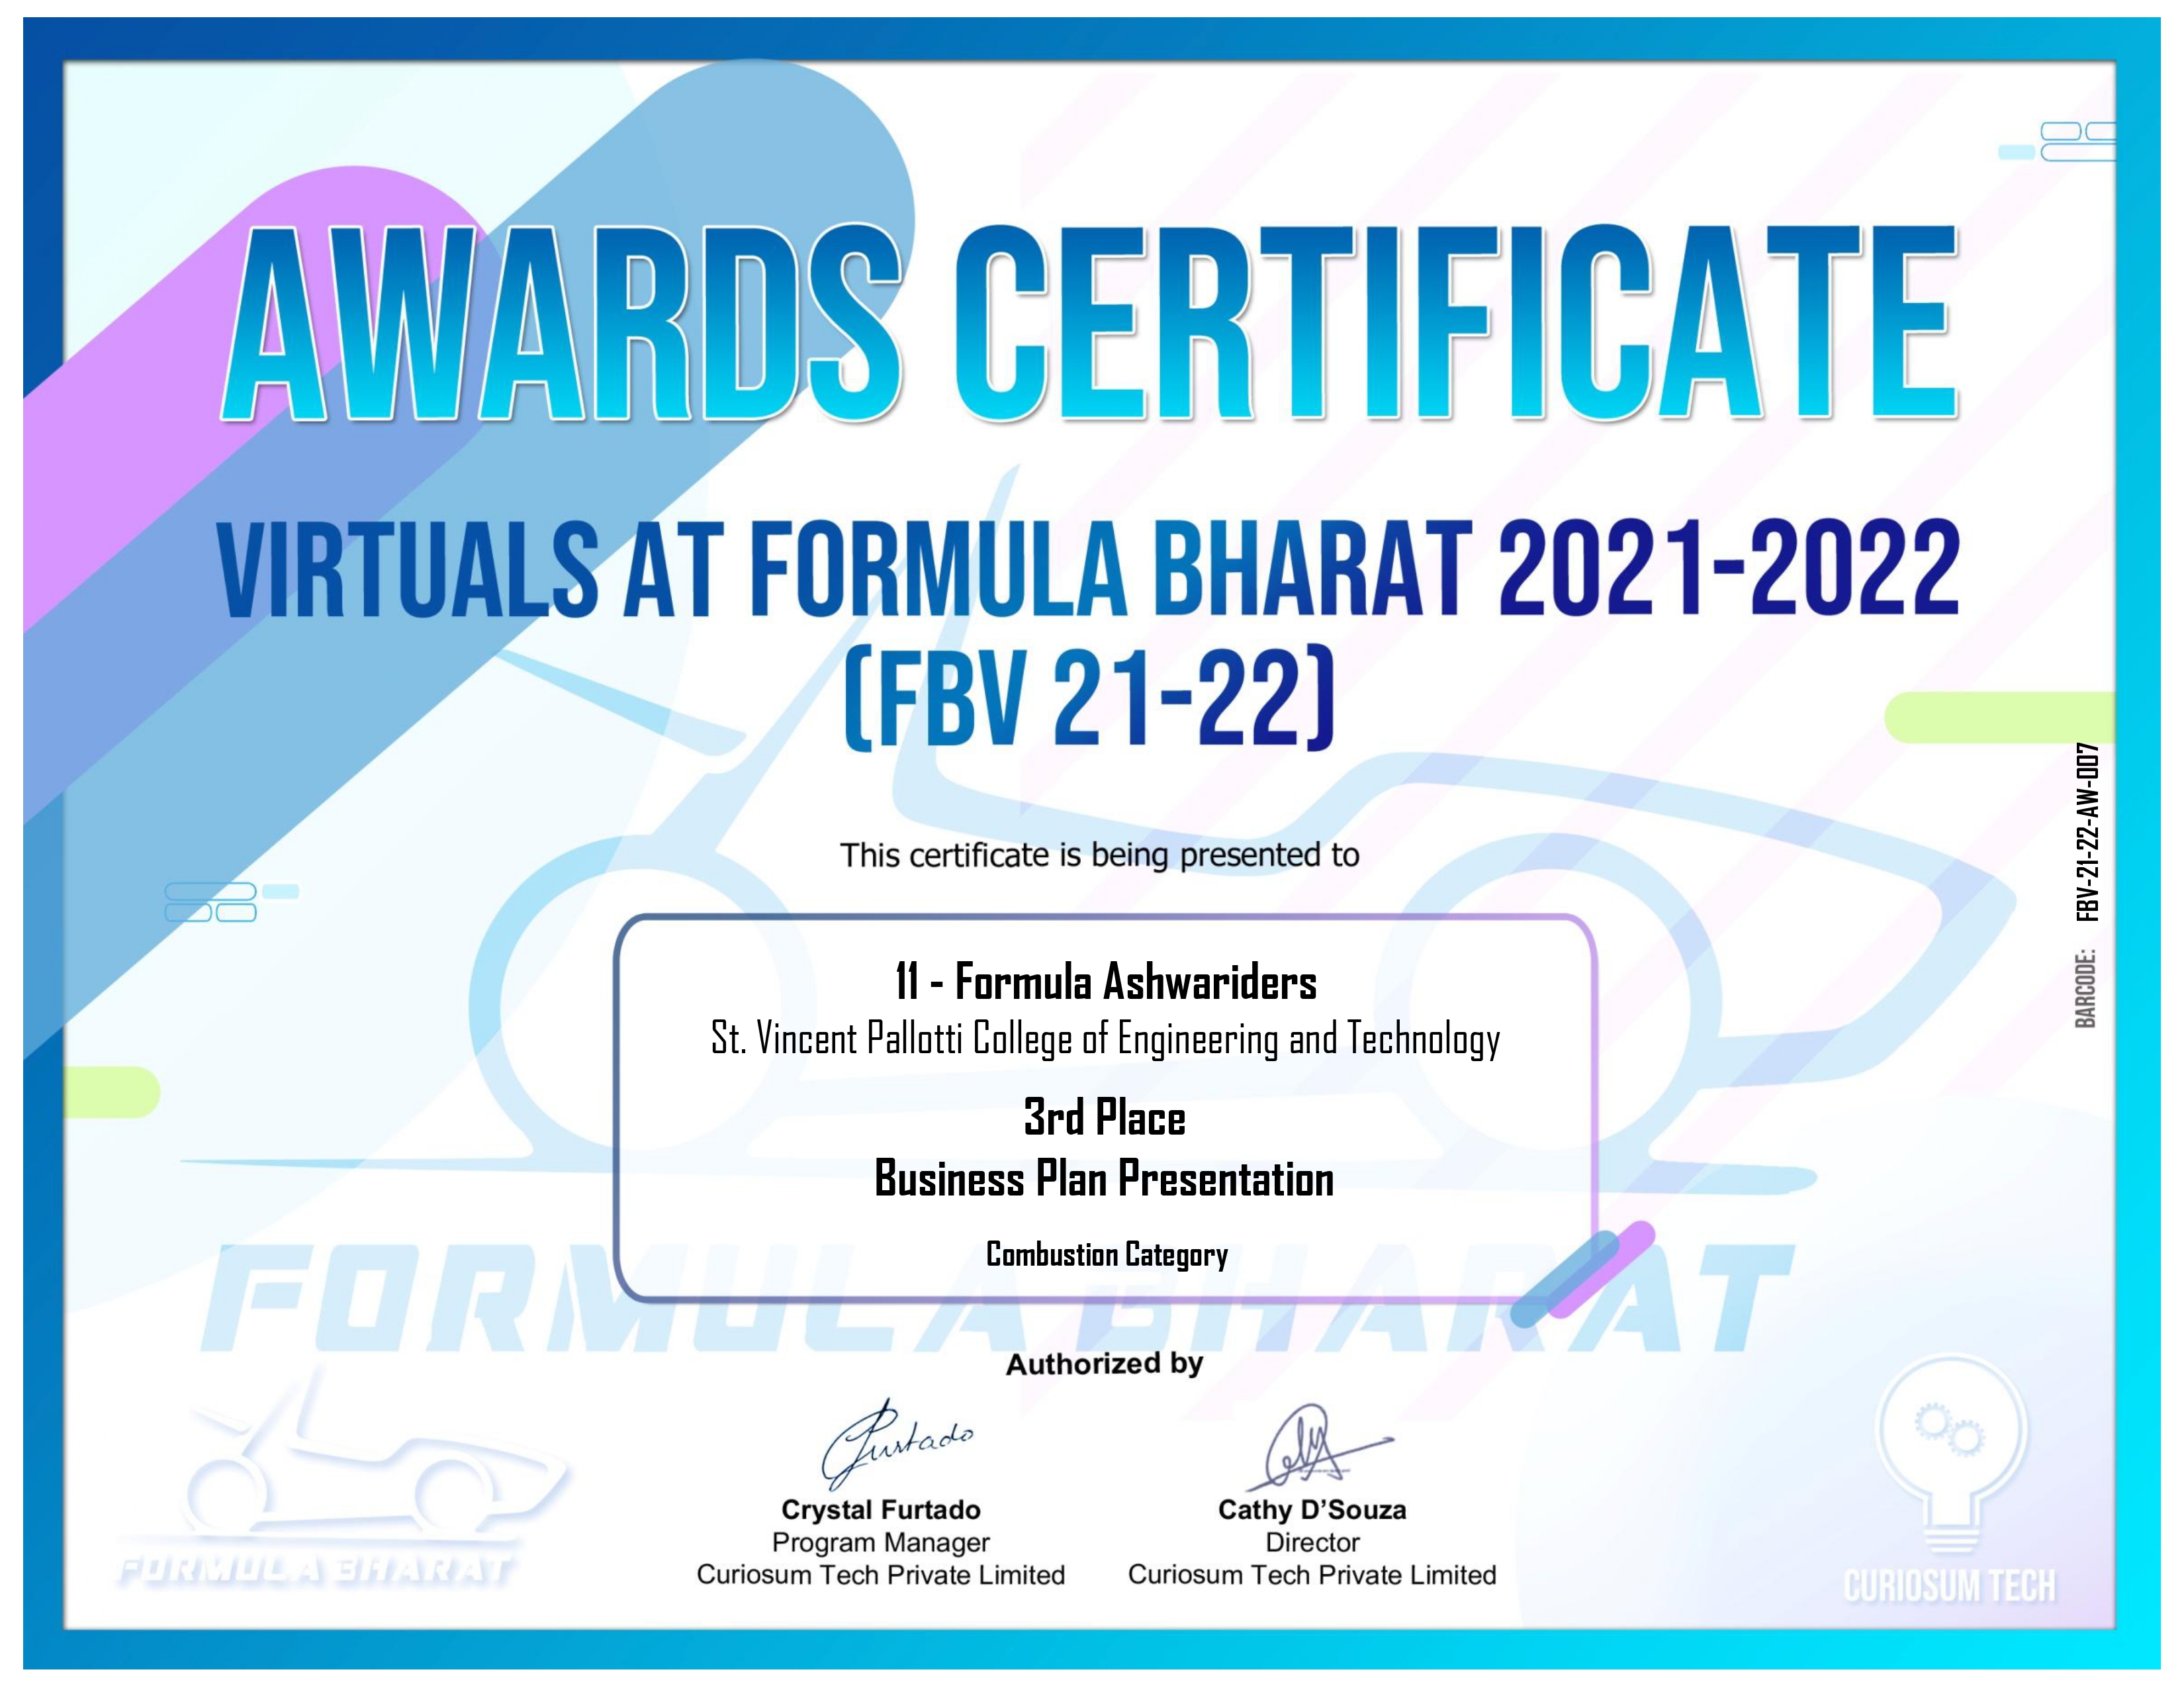 AWARDS CERTIFICATE
VIRTUALS AT FORMULA BHARAT 2021-2022
(FBV 21-22)
This certificate is being presented to
11 - Formula Ashwariders
St. Vincent Pallotti College of Engineering and Technology
3rd Place
Business Plan Presentation
Combustion Category
FORMULA BHARAT
Authorized by
Furtado
Crystal Furtado
Program Manager
Curiosum Tech Private Limited
Cathy D’Souza
Director
Curiosum Tech Private Limited
FORMULA BHARAT
CURIOSUM TECH
BARCODE: FBV-21-22-AW-007